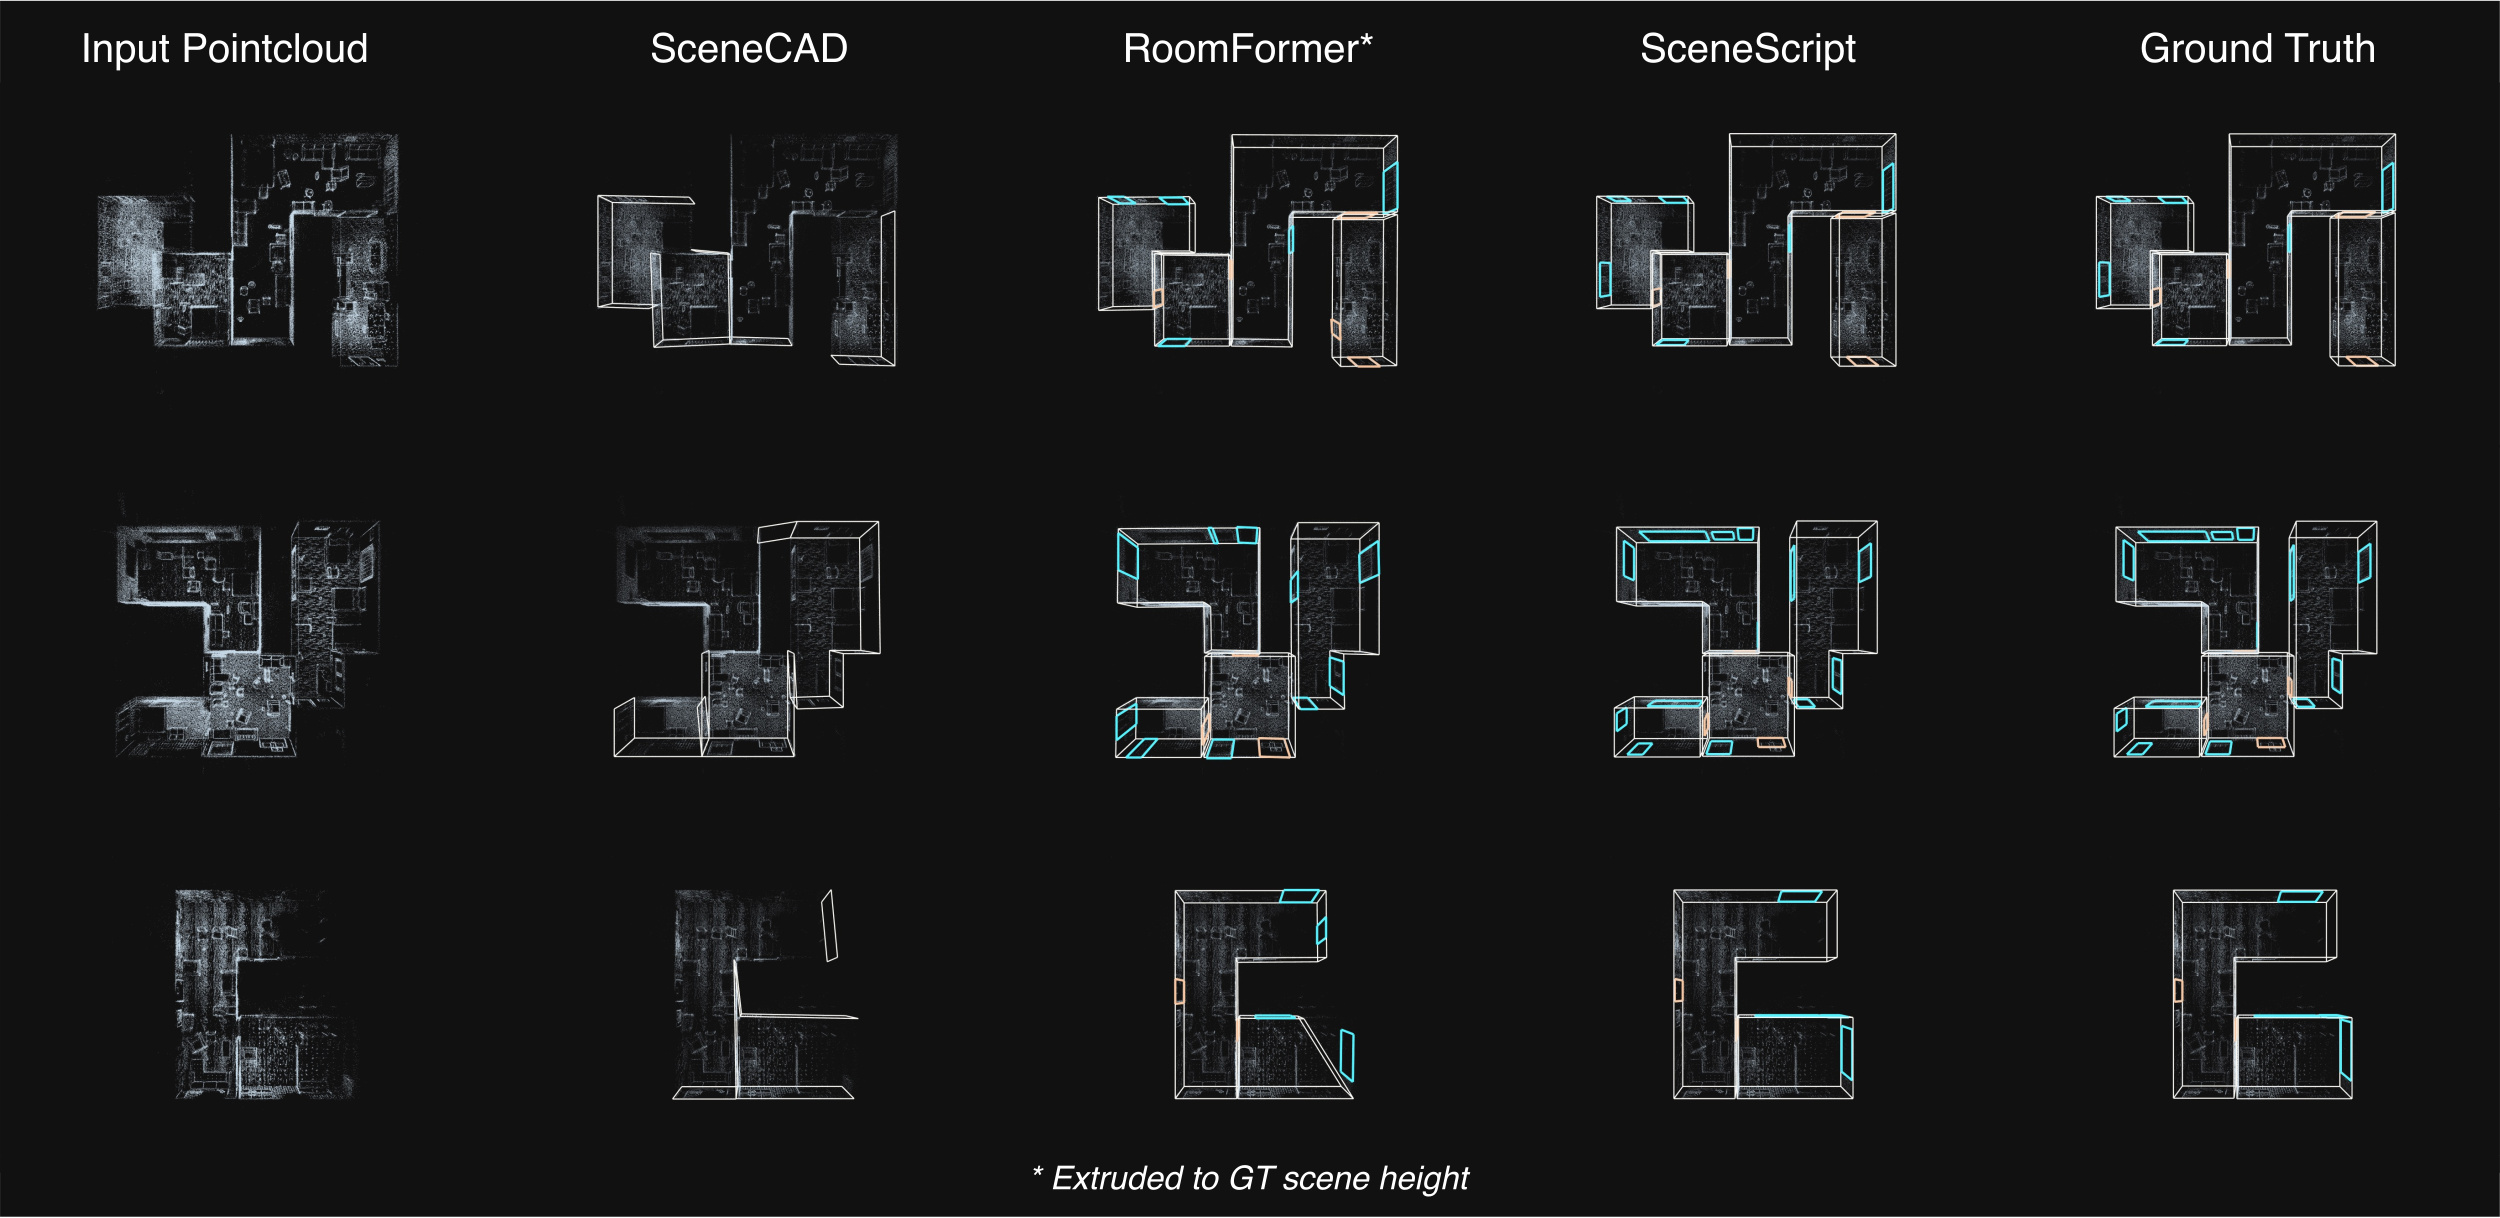 Input Pointcloud
SceneCAD
RoomFormer*
SceneScript
Ground Truth
* Extruded to GT scene height